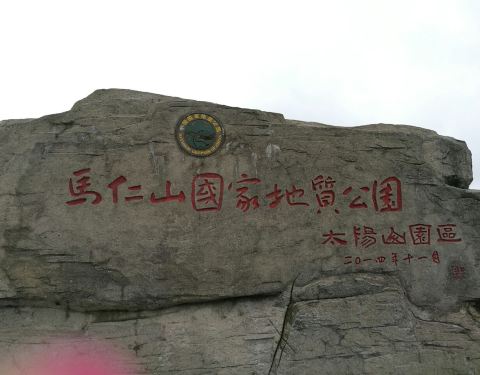 馬仁山國家地質公園
太陽山園區
二〇一四年十一月